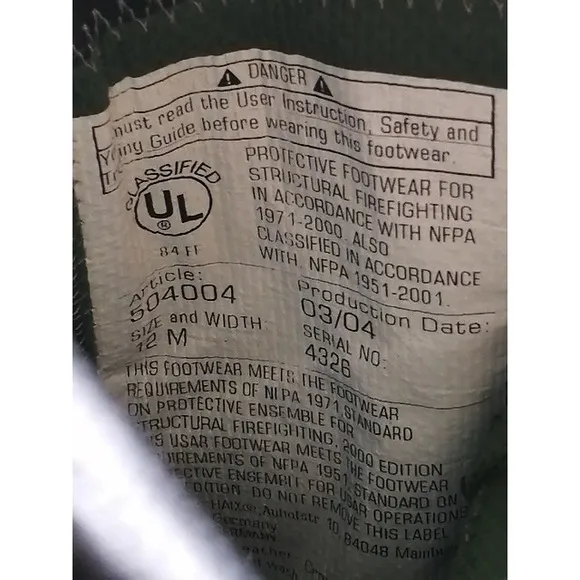 DANGER
must read the User Instruction, Safety and
ing Guide before wearing this footwear.
CLASSIFIED
UL
®
84 FF
PROTECTIVE FOOTWEAR FOR
STRUCTURAL FIREFIGHTING
IN ACCORDANCE WITH NFPA
1971-2000. ALSO
CLASSIFIED IN ACCORDANCE
WITH. NFPA 1951-2001.
Article:
504004
Production Date:
03/04
SIZE and WIDTH:
12 M
SERIAL NO:
4326
THIS FOOTWEAR MEETS THE FOOTWEAR
REQUIREMENTS OF NFPA 1971 STANDARD
ON PROTECTIVE ENSEMBLE FOR
STRUCTURAL FIREFIGHTING, 2000 EDITION
THIS USAR FOOTWEAR MEETS THE FOOTWEAR
REQUIREMENTS OF NFPA 1951 STANDARD ON
PROTECTIVE ENSEMBLE FOR USAR OPERATIONS
EDITION. DO NOT REMOVE THIS LABEL
Auhofstr 10, 84048 Mainburg
Germany
GERMANY